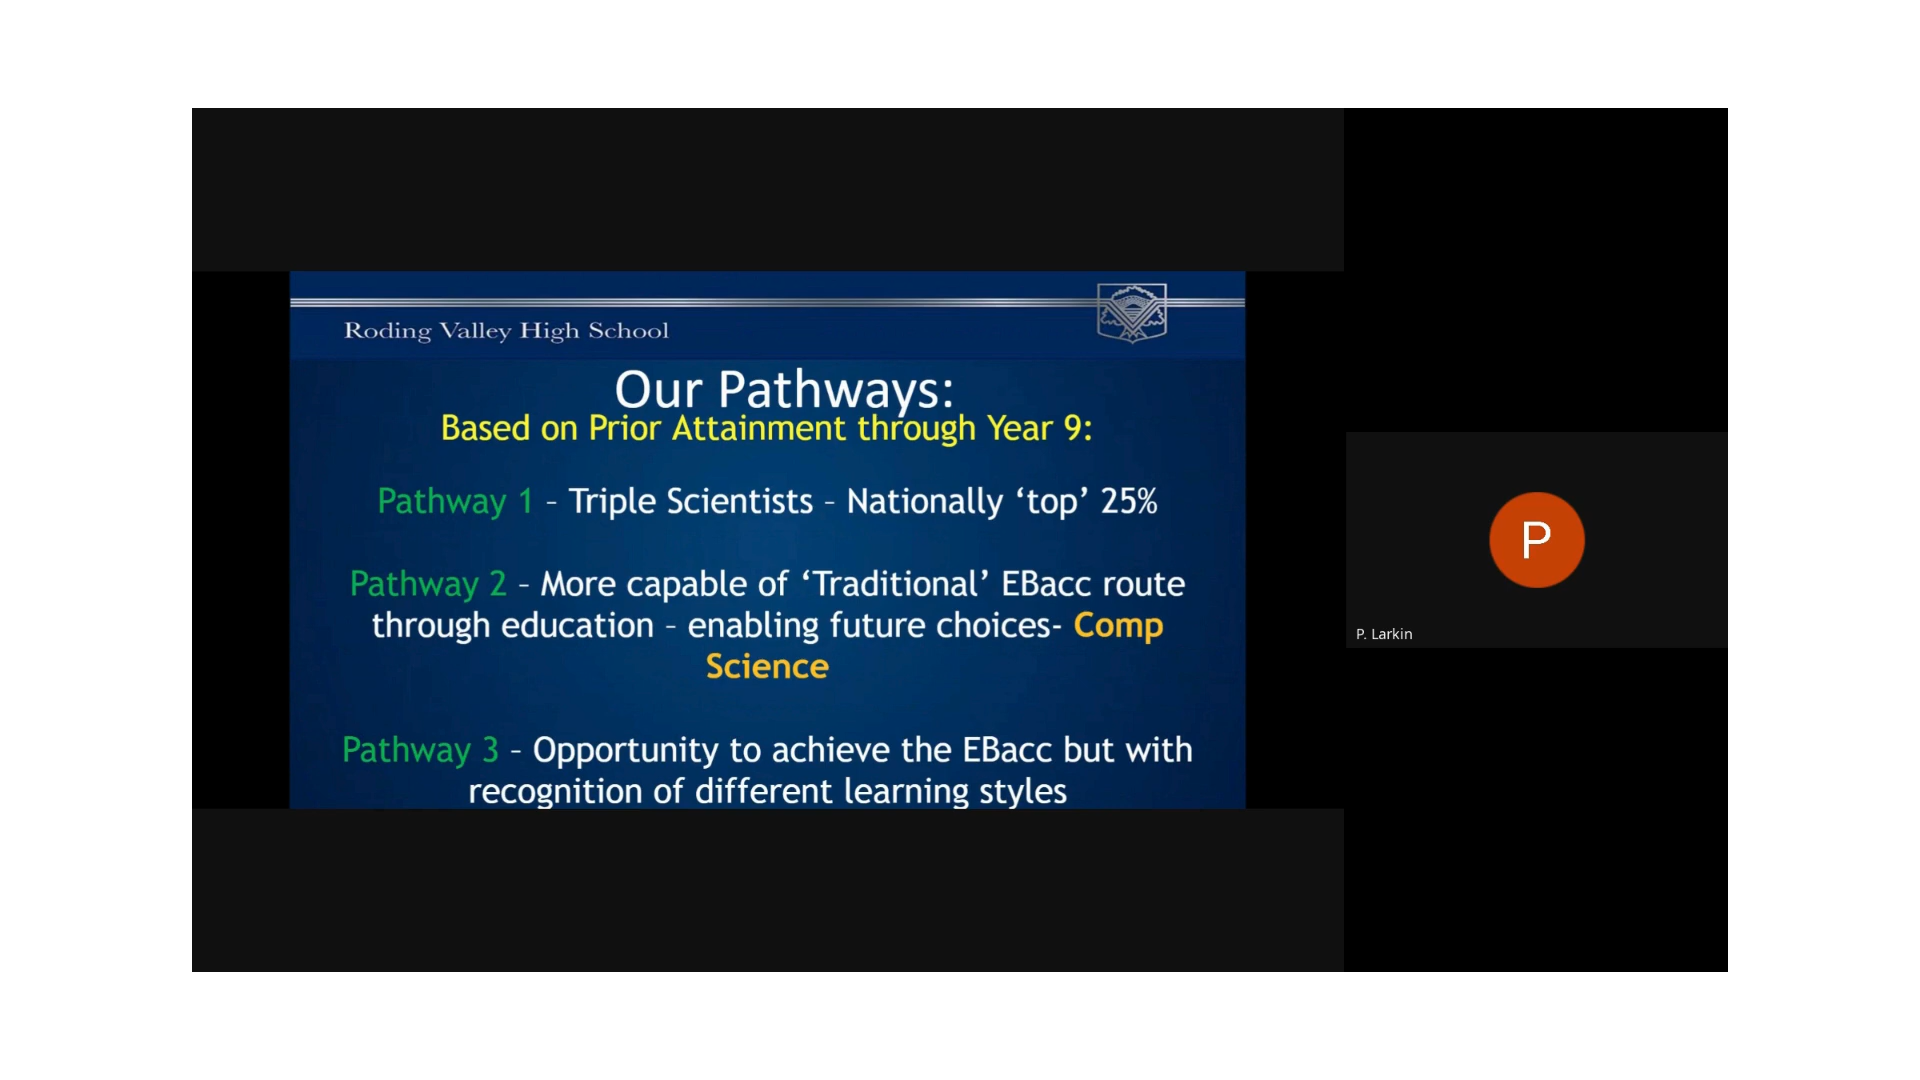 Roding Valley High School
Our Pathways:
Based on Prior Attainment through Year 9:
Pathway 1 – Triple Scientists – Nationally ‘top’ 25%
Pathway 2 – More capable of ‘Traditional’ EBacc route
through education – enabling future choices- Comp
Science
Pathway 3 – Opportunity to achieve the EBacc but with
recognition of different learning styles
P
P. Larkin